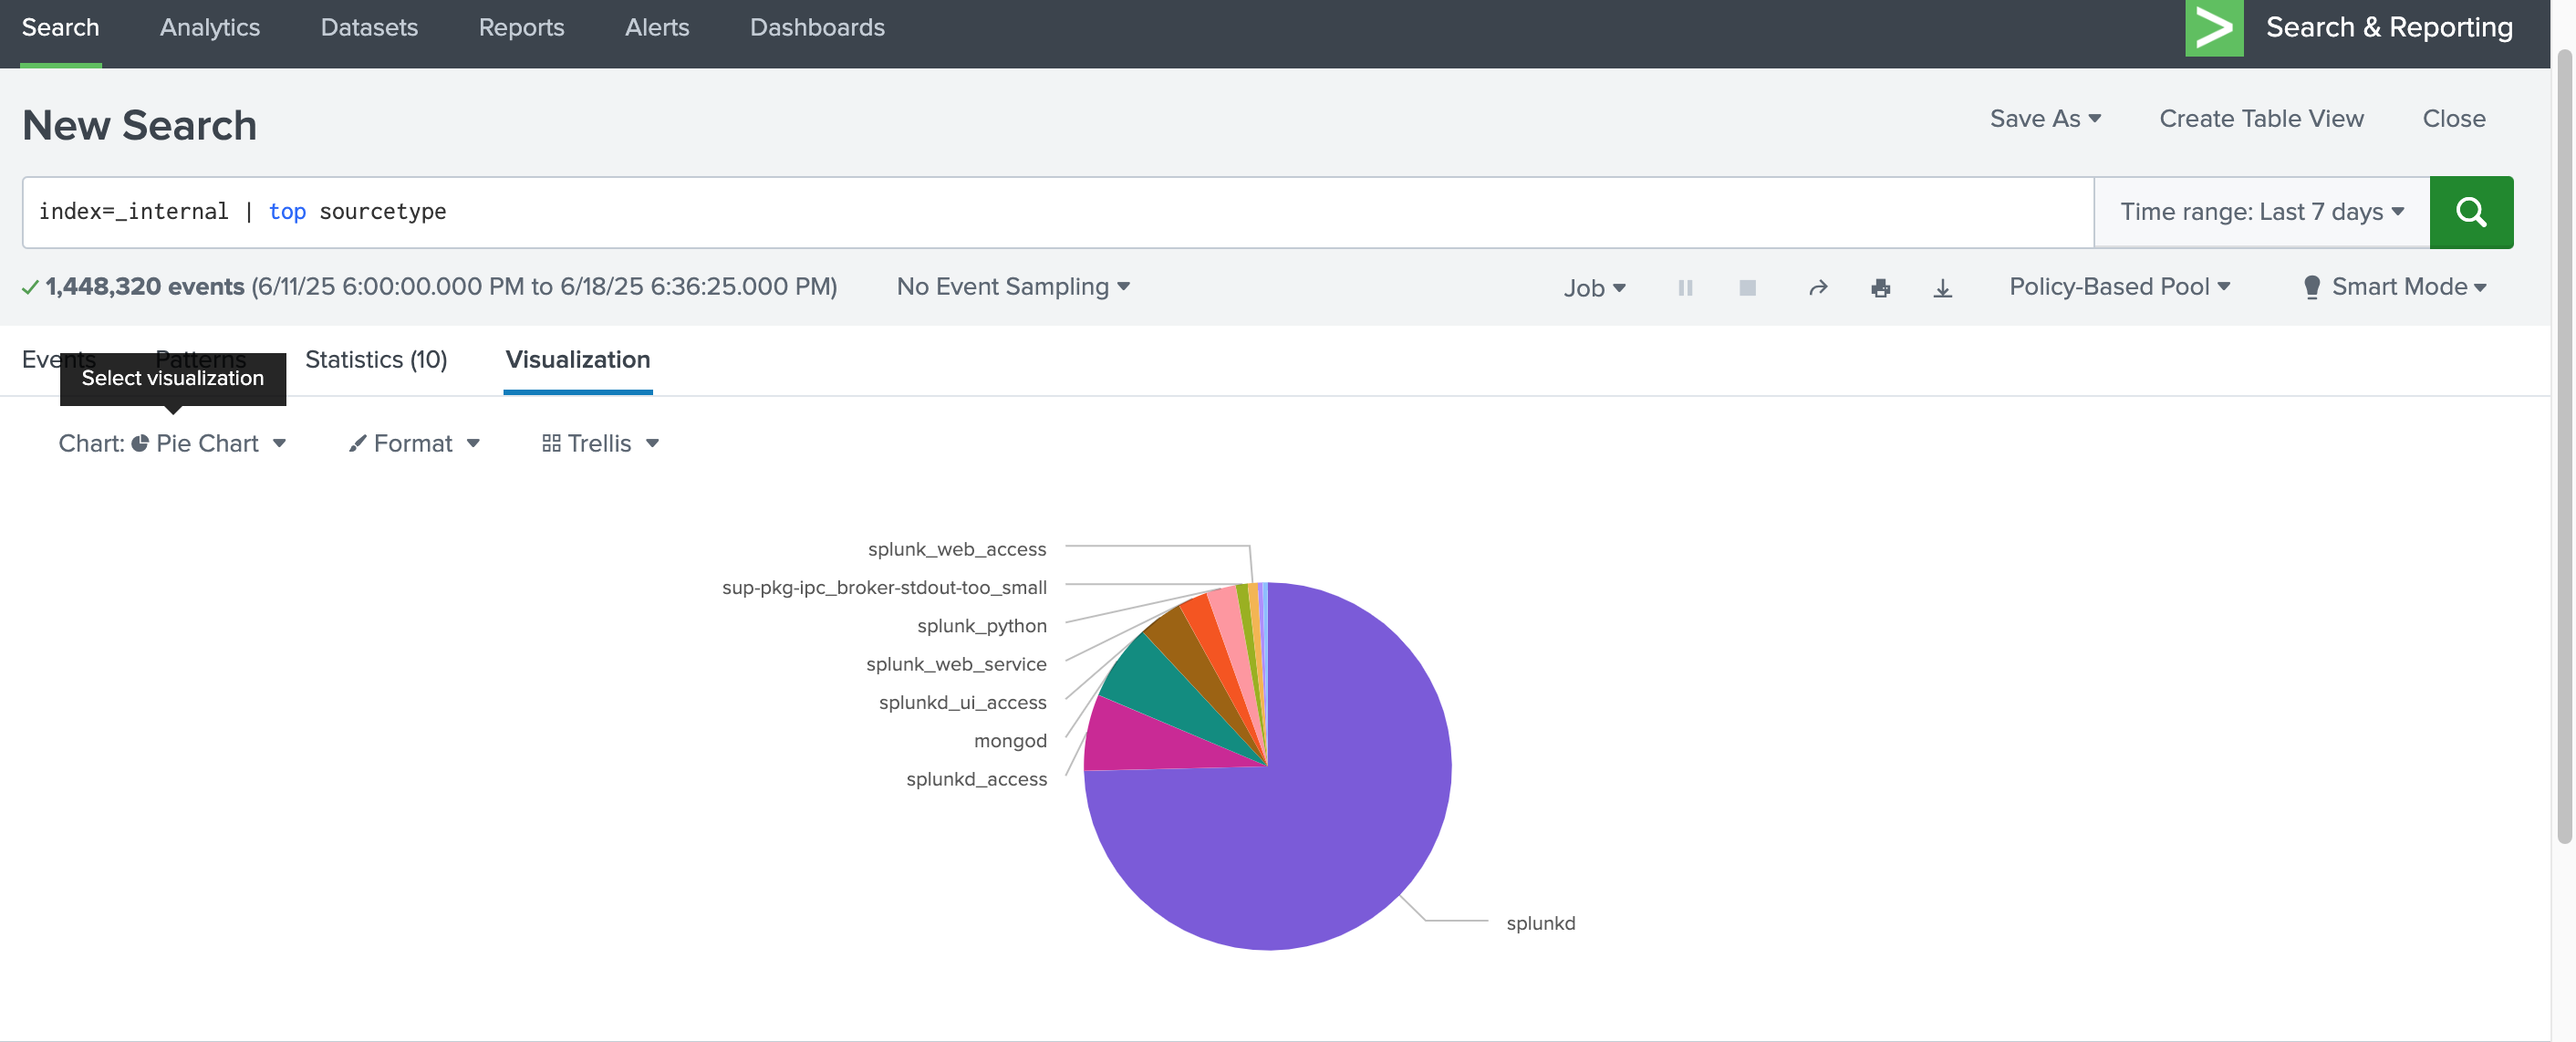 Search Analytics Datasets Reports Alerts Dashboards Search & Reporting
New Search
Save As Create Table View Close
index=_internal | top sourcetype
Time range: Last 7 days
1,448,320 events (6/11/25 6:00:00.000 PM to 6/18/25 6:36:25.000 PM) No Event Sampling Job Policy-Based Pool Smart Mode
Events Patterns Statistics (10) Visualization
Select visualization
Chart: Pie Chart Format Trellis
splunk_web_access
sup-pkg-ipc_broker-stdout-too_small
splunk_python
splunk_web_service
splunkd_ui_access
mongod
splunkd_access
splunkd